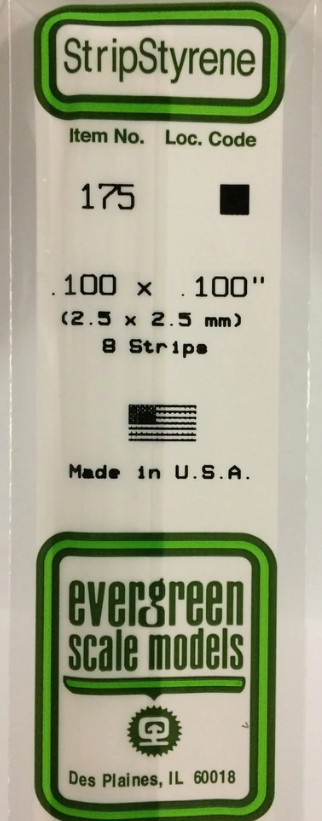 StripStyrene
Item No. Loc. Code
175
.100 x .100"
(2.5 x 2.5 mm)
8 Strips
Made in U.S.A.
evergreen
scale models
Des Plaines, IL 60018